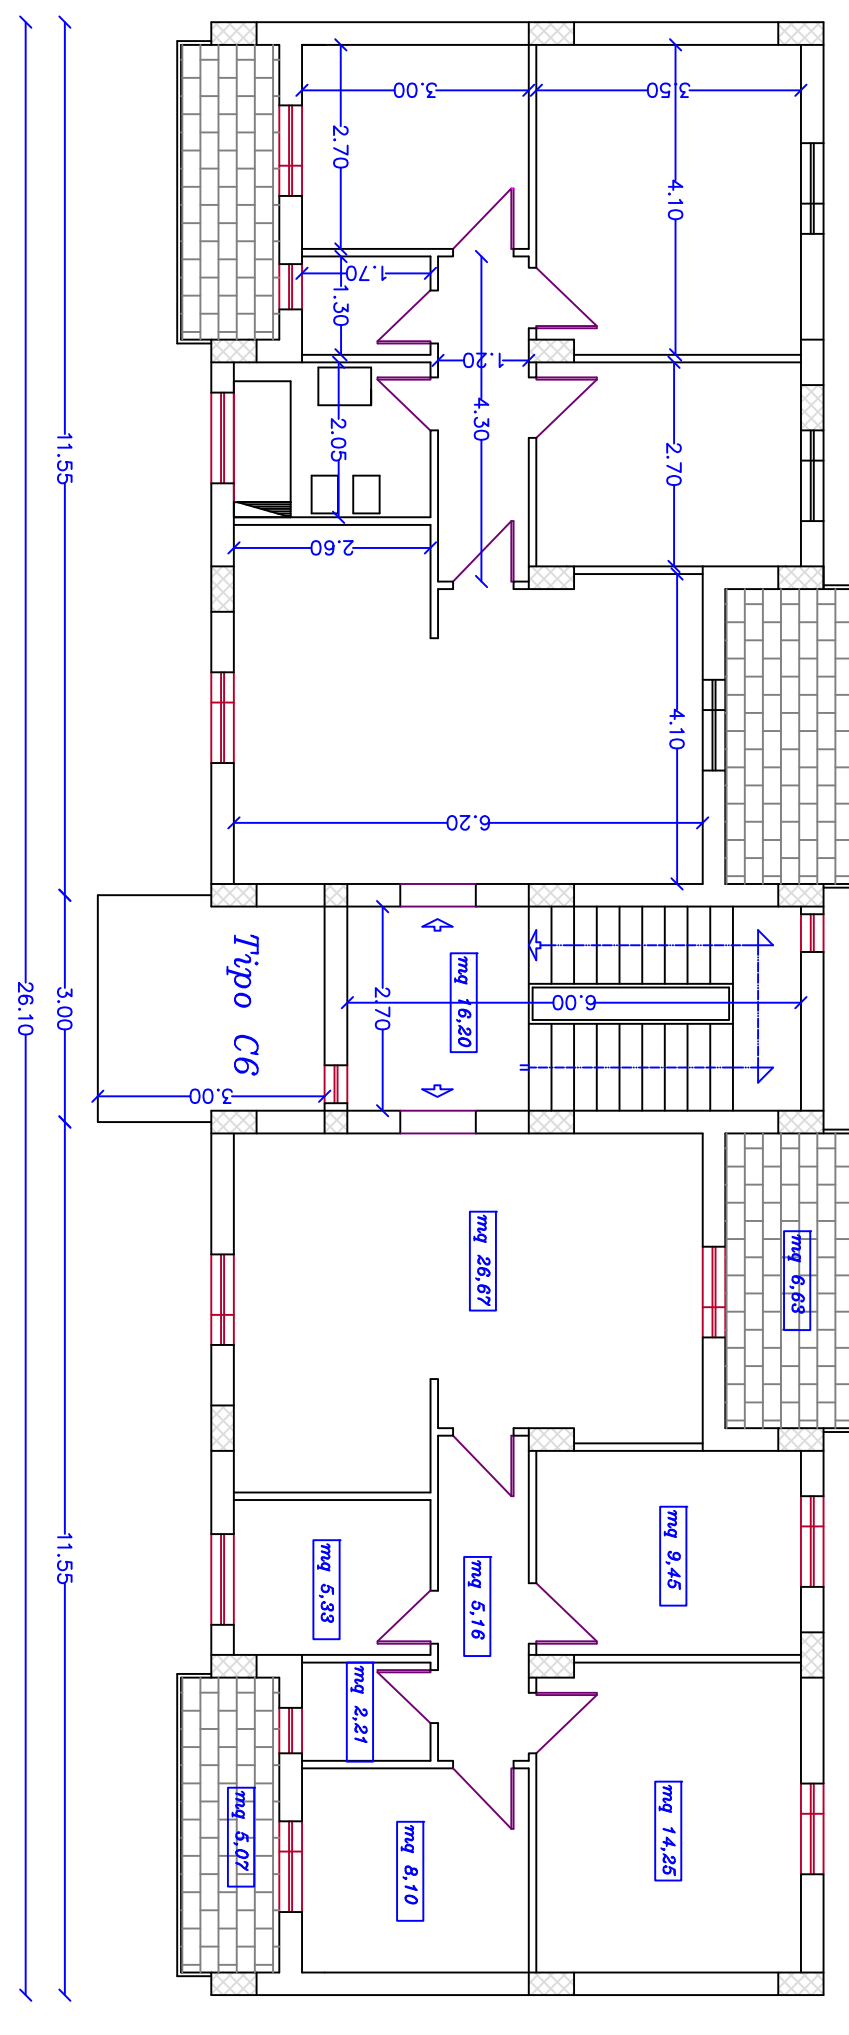 3.00
3.50
2.70
4.10
1.70
1.30
1.20
4.30
2.05
2.70
2.60
11.55
4.10
6.20
Tipo C6
mq 16,20
2.70
6.00
3.00
26.10
3.00
mq 26,67
mq 6,63
mq 9,45
mq 5,33
mq 5,16
11.55
mq 2,21
mq 14,25
mq 5,07
mq 8,10